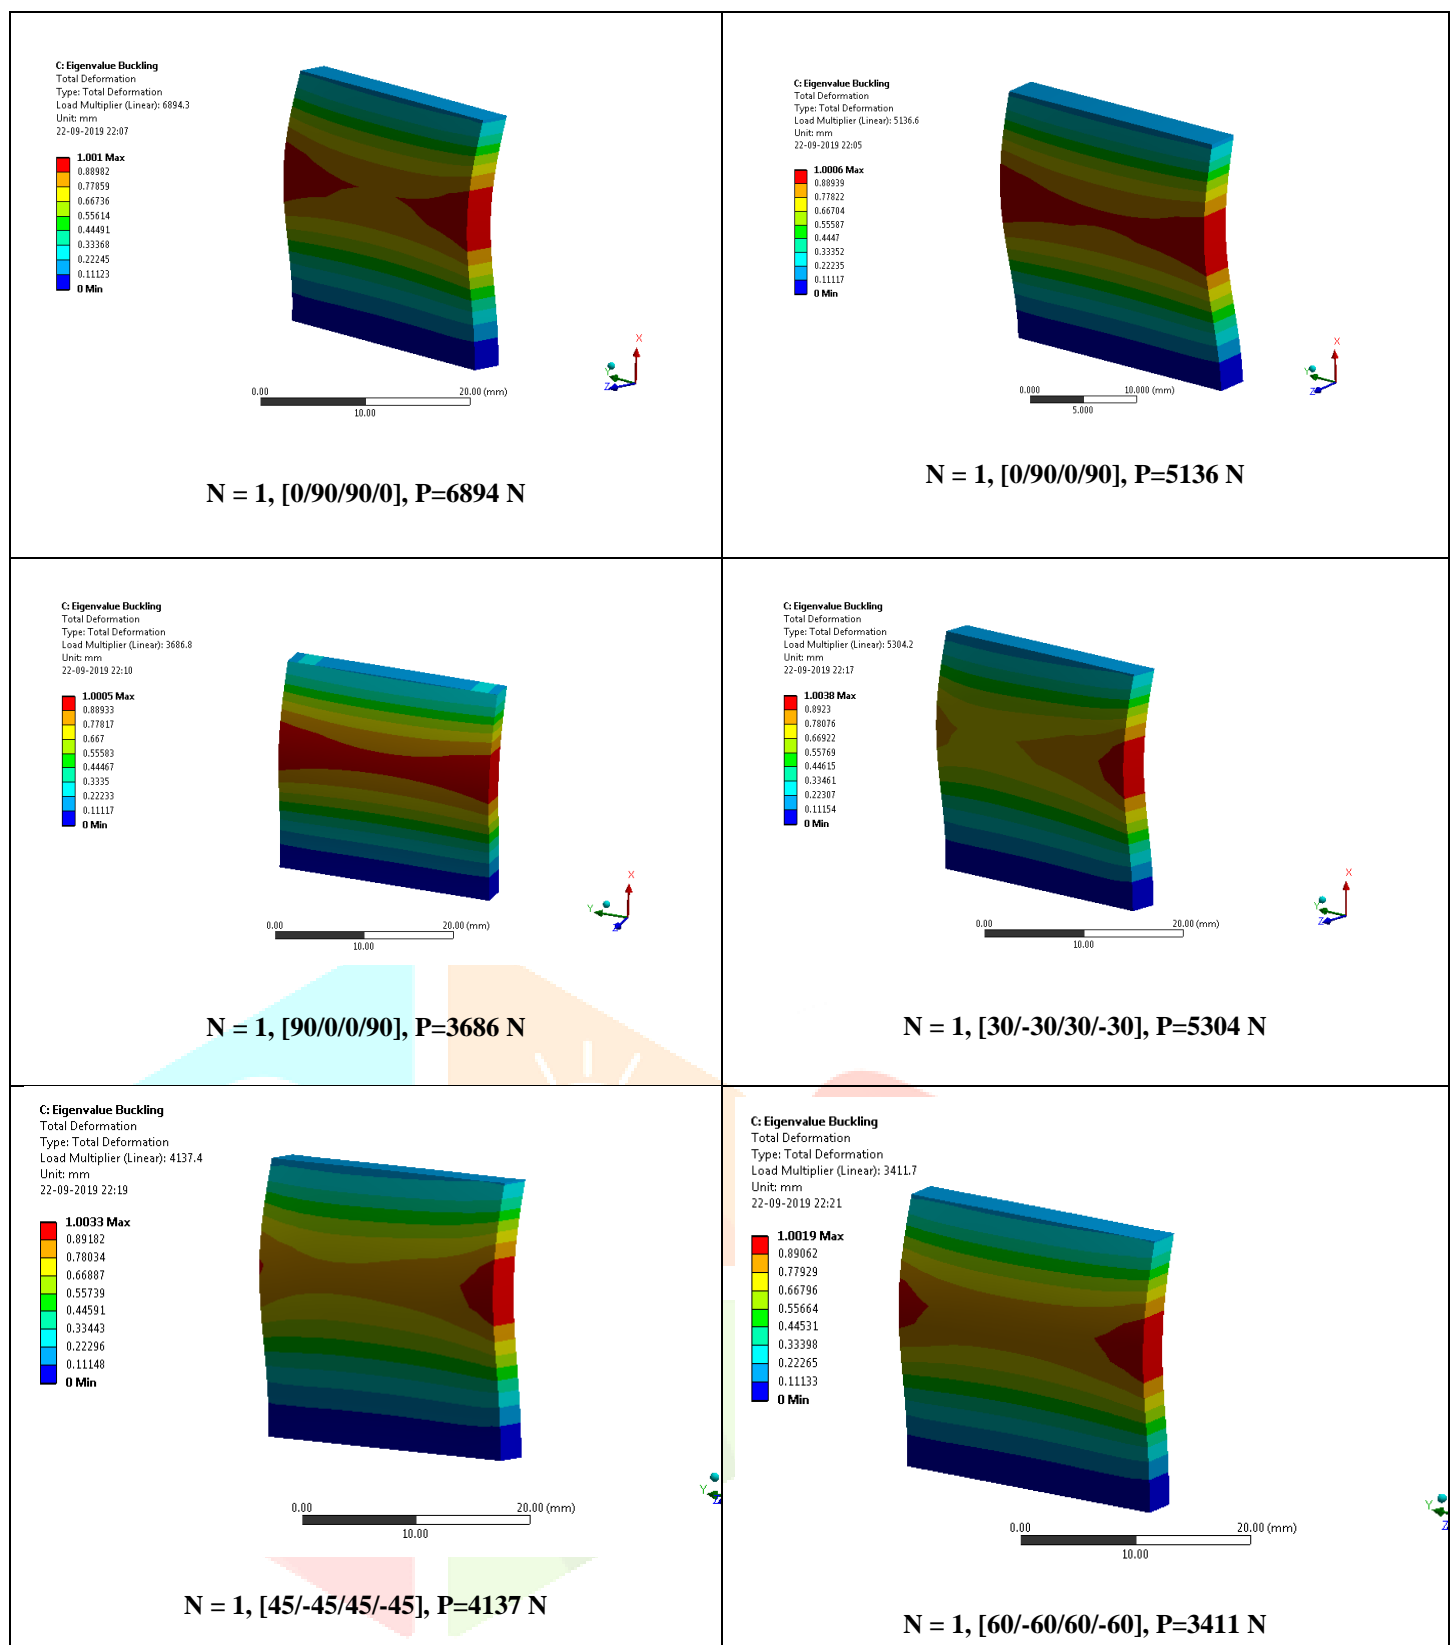 C: Eigenvalue Buckling
Total Deformation
Type: Total Deformation
Load Multiplier (Linear): 6894.3
Unit: mm
22-09-2019 22:07
1.001 Max
0.88982
0.77859
0.66736
0.55614
0.44491
0.33368
0.22245
0.11123
0 Min
X
Y
Z
0.00
20.00 (mm)
10.00
N = 1, [0/90/90/0], P=6894 N
C: Eigenvalue Buckling
Total Deformation
Type: Total Deformation
Load Multiplier (Linear): 5136.6
Unit: mm
22-09-2019 22:05
1.0006 Max
0.88939
0.77822
0.66704
0.55587
0.4447
0.33352
0.22235
0.11117
0 Min
X
Y
Z
0.000
10.000 (mm)
5.000
N = 1, [0/90/0/90], P=5136 N
C: Eigenvalue Buckling
Total Deformation
Type: Total Deformation
Load Multiplier (Linear): 3686.8
Unit: mm
22-09-2019 22:10
1.0005 Max
0.88933
0.77817
0.667
0.55583
0.44467
0.3335
0.22233
0.11117
0 Min
X
Y
Z
0.00
20.00 (mm)
10.00
N = 1, [90/0/0/90], P=3686 N
C: Eigenvalue Buckling
Total Deformation
Type: Total Deformation
Load Multiplier (Linear): 5304.2
Unit: mm
22-09-2019 22:17
1.0038 Max
0.8923
0.78076
0.66922
0.55769
0.44615
0.33461
0.22307
0.11154
0 Min
X
Y
Z
0.00
20.00 (mm)
10.00
N = 1, [30/-30/30/-30], P=5304 N
C: Eigenvalue Buckling
Total Deformation
Type: Total Deformation
Load Multiplier (Linear): 4137.4
Unit: mm
22-09-2019 22:19
1.0033 Max
0.89182
0.78034
0.66887
0.55739
0.44591
0.33443
0.22296
0.11148
0 Min
Y
Z
0.00
20.00 (mm)
10.00
N = 1, [45/-45/45/-45], P=4137 N
C: Eigenvalue Buckling
Total Deformation
Type: Total Deformation
Load Multiplier (Linear): 3411.7
Unit: mm
22-09-2019 22:21
1.0019 Max
0.89062
0.77929
0.66796
0.55664
0.44531
0.33398
0.22265
0.11133
0 Min
Y
Z
0.00
20.00 (mm)
10.00
N = 1, [60/-60/60/-60], P=3411 N